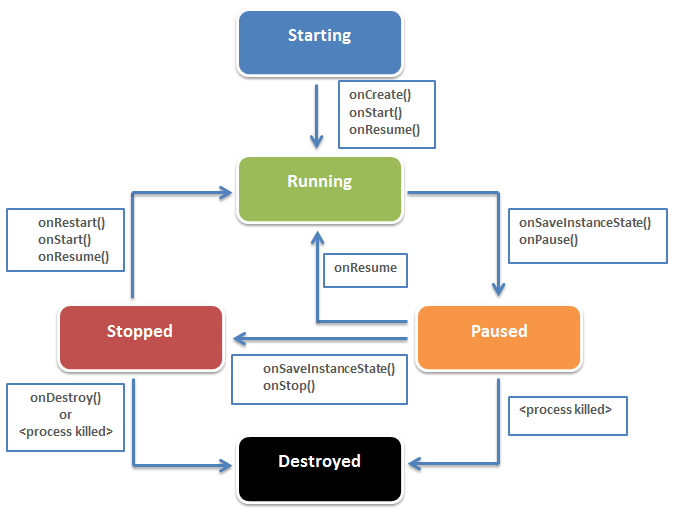 Starting
onCreate()
onStart()
onResume()
Running
onRestart()
onStart()
onResume()
onSaveInstanceState()
onPause()
onResume
Stopped
Paused
onSaveInstanceState()
onStop()
onDestroy()
or
<process killed>
<process killed>
Destroyed